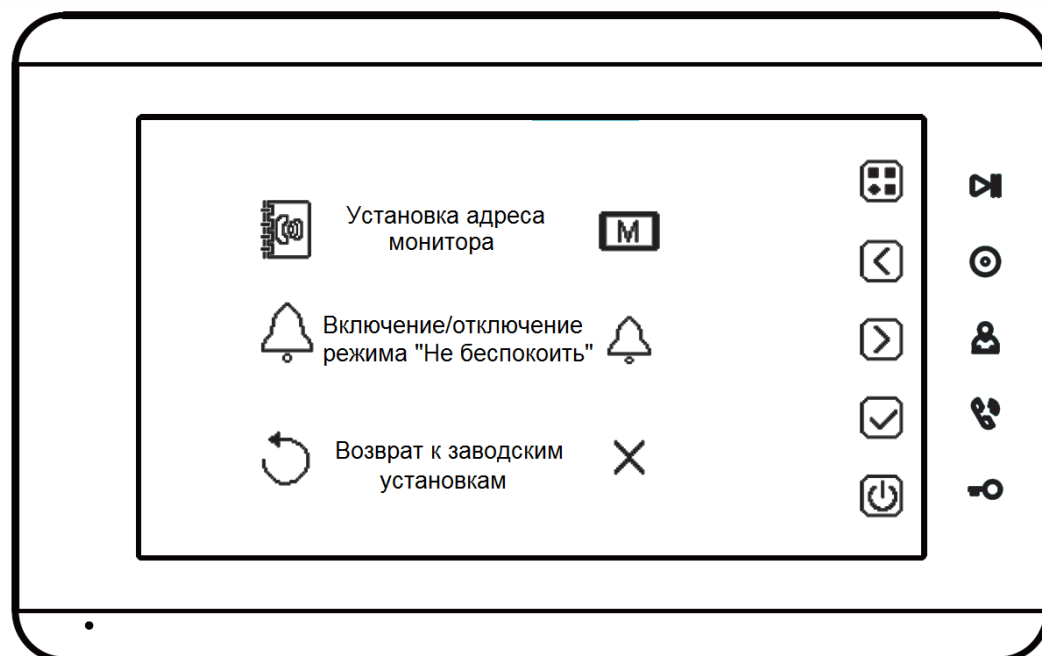 Установка адреса
монитора
M
Включение/отключение
режима "Не беспокоить"
Возврат к заводским
установкам